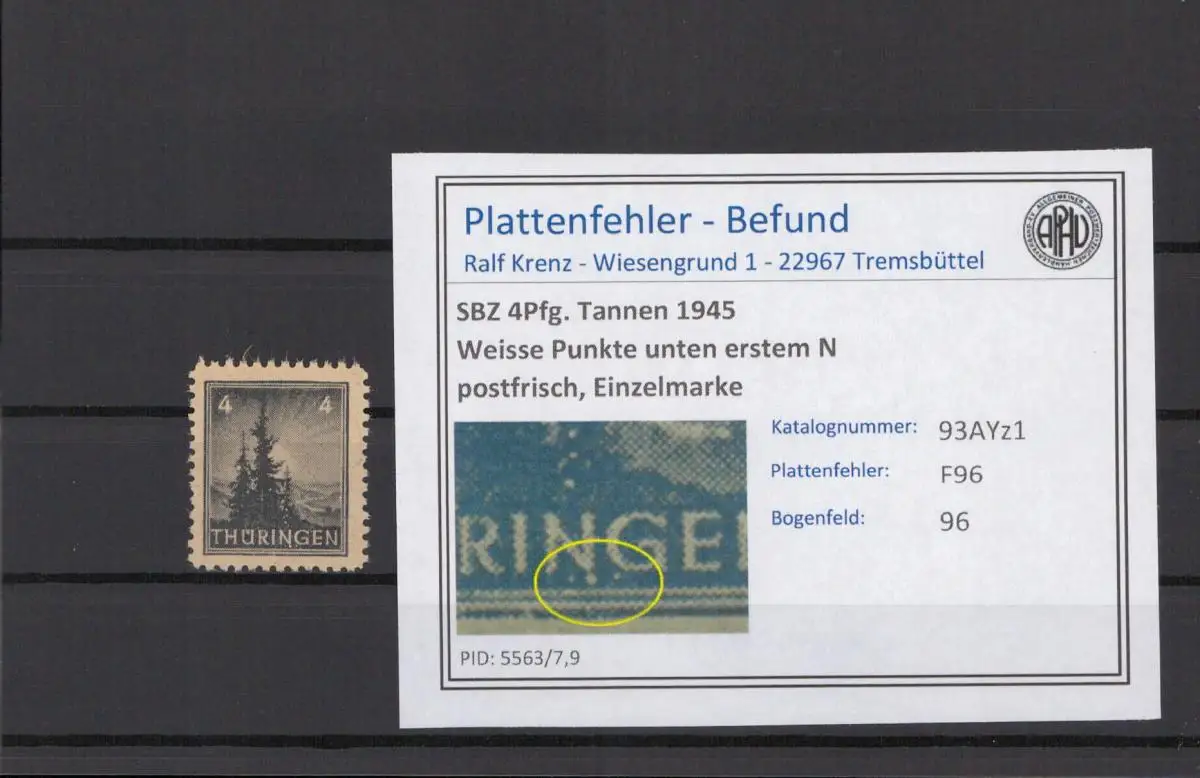 4 4
THÜRINGEN
Plattenfehler - Befund
Ralf Krenz - Wiesengrund 1 - 22967 Tremsbüttel
APHV
SBZ 4Pfg. Tannen 1945
Weisse Punkte unten erstem N
postfrisch, Einzelmarke
RINGE
Katalognummer: 93AYz1
Plattenfehler: F96
Bogenfeld: 96
PID: 5563/7,9